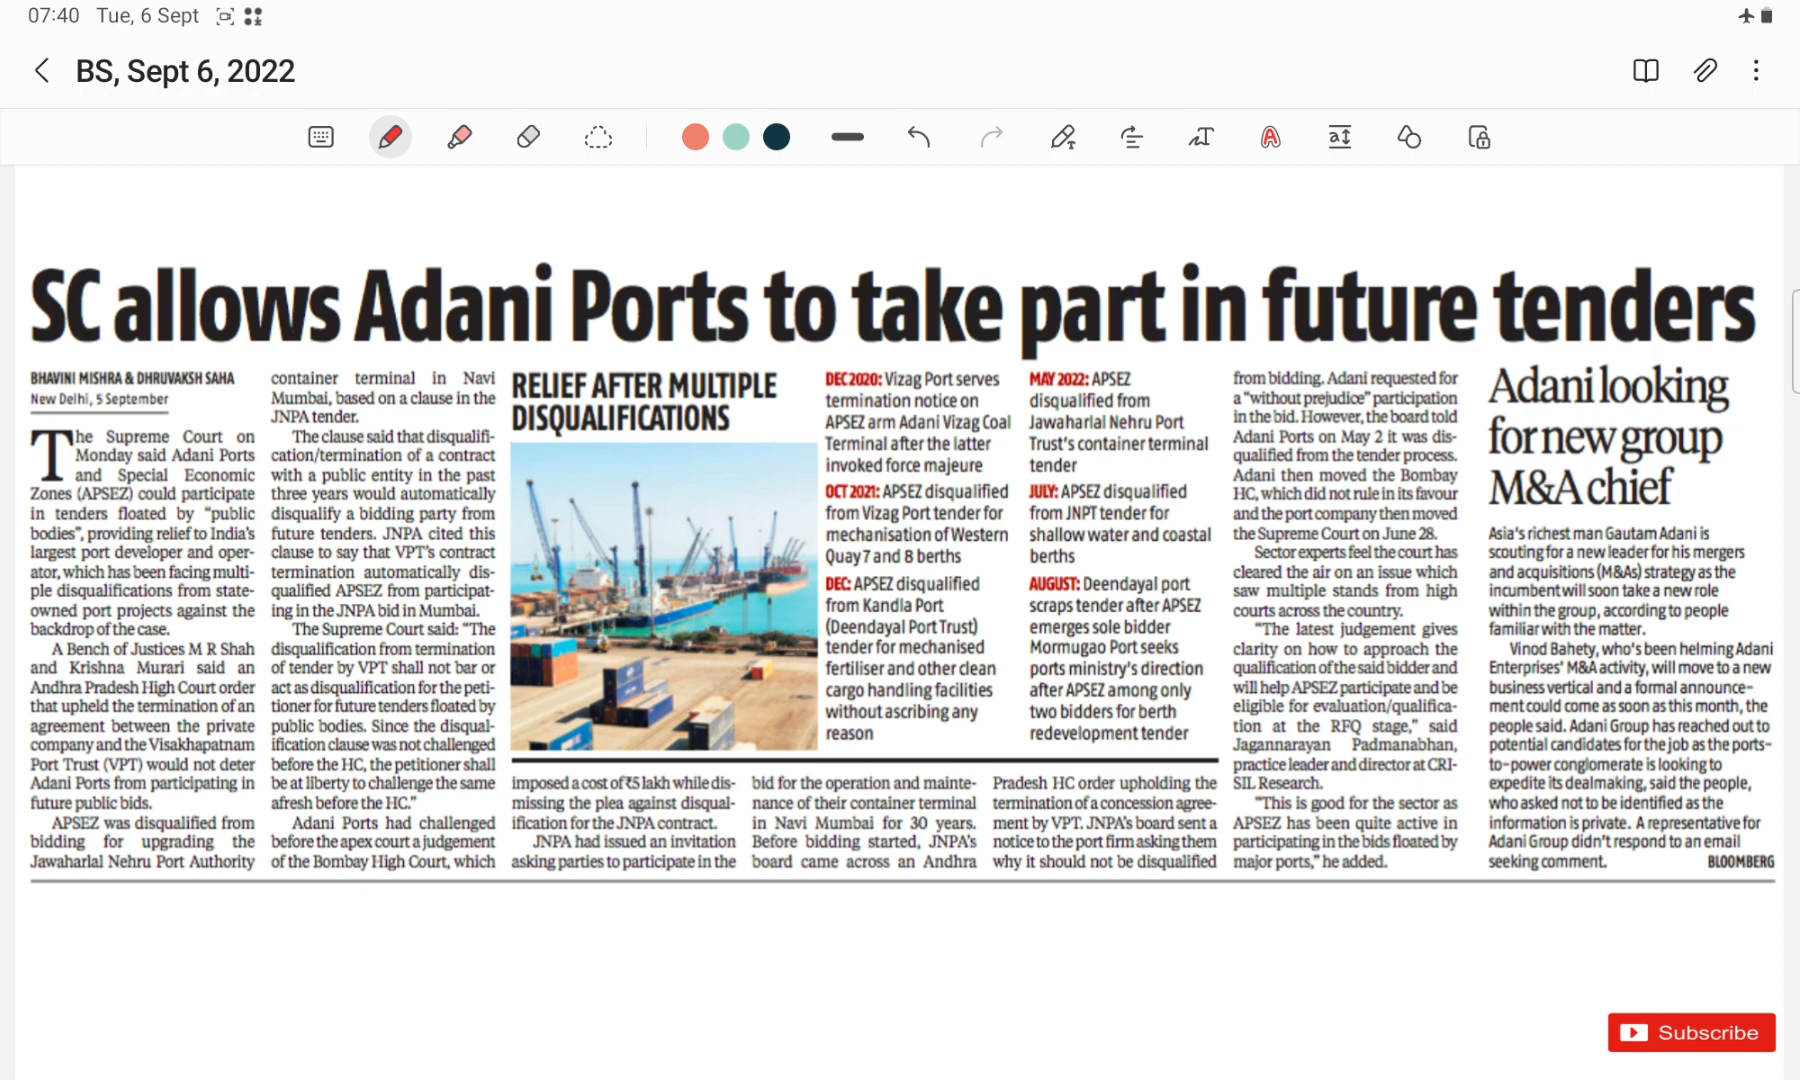 07:40 Tue, 6 Sept
BS, Sept 6, 2022
SC allows Adani Ports to take part in future tenders
BHAVINI MISHRA & DHRUVAKSH SAHA
New Delhi, 5 September
The Supreme Court on
Monday said Adani Ports
and Special Economic
Zones (APSEZ) could participate
in tenders floated by “public
bodies”, providing relief to India’s
largest port developer and oper-
ator, which has been facing multi-
ple disqualifications from state-
owned port projects against the
backdrop of the case.
A Bench of Justices M R Shah
and Krishna Murari said an
Andhra Pradesh High Court order
that upheld the termination of an
agreement between the private
company and the Visakhapatnam
Port Trust (VPT) would not deter
Adani Ports from participating in
future public bids.
APSEZ was disqualified from
bidding for upgrading the
Jawaharlal Nehru Port Authority
container terminal in Navi
Mumbai, based on a clause in the
JNPA tender.
The clause said that disqualifi-
cation/termination of a contract
with a public entity in the past
three years would automatically
disqualify a bidding party from
future tenders. JNPA cited this
clause to say that VPT’s contract
termination automatically dis-
qualified APSEZ from participat-
ing in the JNPA bid in Mumbai.
The Supreme Court said: “The
disqualification from termination
of tender by VPT shall not bar or
act as disqualification for the peti-
tioner for future tenders floated by
public bodies. Since the disqual-
ification clause was not challenged
before the HC, the petitioner shall
be at liberty to challenge the same
afresh before the HC.”
Adani Ports had challenged
before the apex court a judgement
of the Bombay High Court, which
RELIEF AFTER MULTIPLE
DISQUALIFICATIONS
DEC 2020: Vizag Port serves
termination notice on
APSEZ arm Adani Vizag Coal
Terminal after the latter
invoked force majeure
OCT 2021: APSEZ disqualified
from Vizag Port tender for
mechanisation of Western
Quay 7 and 8 berths
DEC: APSEZ disqualified
from Kandla Port
(Deendayal Port Trust)
tender for mechanised
fertiliser and other clean
cargo handling facilities
without ascribing any
reason
MAY 2022: APSEZ
disqualified from
Jawaharlal Nehru Port
Trust’s container terminal
tender
JULY: APSEZ disqualified
from JNPT tender for
shallow water and coastal
berths
AUGUST: Deendayal port
scraps tender after APSEZ
emerges sole bidder
Mormugao Port seeks
ports ministry’s direction
after APSEZ among only
two bidders for berth
redevelopment tender
imposed a cost of ₹5 lakh while dis-
missing the plea against disqual-
ification for the JNPA contract.
JNPA had issued an invitation
asking parties to participate in the
bid for the operation and mainte-
nance of their container terminal
in Navi Mumbai for 30 years.
Before bidding started, JNPA’s
board came across an Andhra
Pradesh HC order upholding the
termination of a concession agree-
ment by VPT. JNPA’s board sent a
notice to the port firm asking them
why it should not be disqualified
from bidding. Adani requested for
a “without prejudice” participation
in the bid. However, the board told
Adani Ports on May 2 it was dis-
qualified from the tender process.
Adani then moved the Bombay
HC, which did not rule in its favour
and the port company then moved
the Supreme Court on June 28.
Sector experts feel the court has
cleared the air on an issue which
saw multiple stands from high
courts across the country.
“The latest judgement gives
clarity on how to approach the
qualification of the said bidder and
will help APSEZ participate and be
eligible for evaluation/qualifica-
tion at the RFQ stage,” said
Jagannarayan Padmanabhan,
practice leader and director at CRI-
SIL Research.
“This is good for the sector as
APSEZ has been quite active in
participating in the bids floated by
major ports,” he added.
Adani looking
for new group
M&A chief
Asia’s richest man Gautam Adani is
scouting for a new leader for his mergers
and acquisitions (M&As) strategy as the
incumbent will soon take a new role
within the group, according to people
familiar with the matter.
Vinod Bahety, who’s been helming Adani
Enterprises’ M&A activity, will move to a new
business vertical and a formal announce-
ment could come as soon as this month, the
people said. Adani Group has reached out to
potential candidates for the job as the ports-
to-power conglomerate is looking to
expedite its dealmaking, said the people,
who asked not to be identified as the
information is private. A representative for
Adani Group didn’t respond to an email
seeking comment. BLOOMBERG
Subscribe